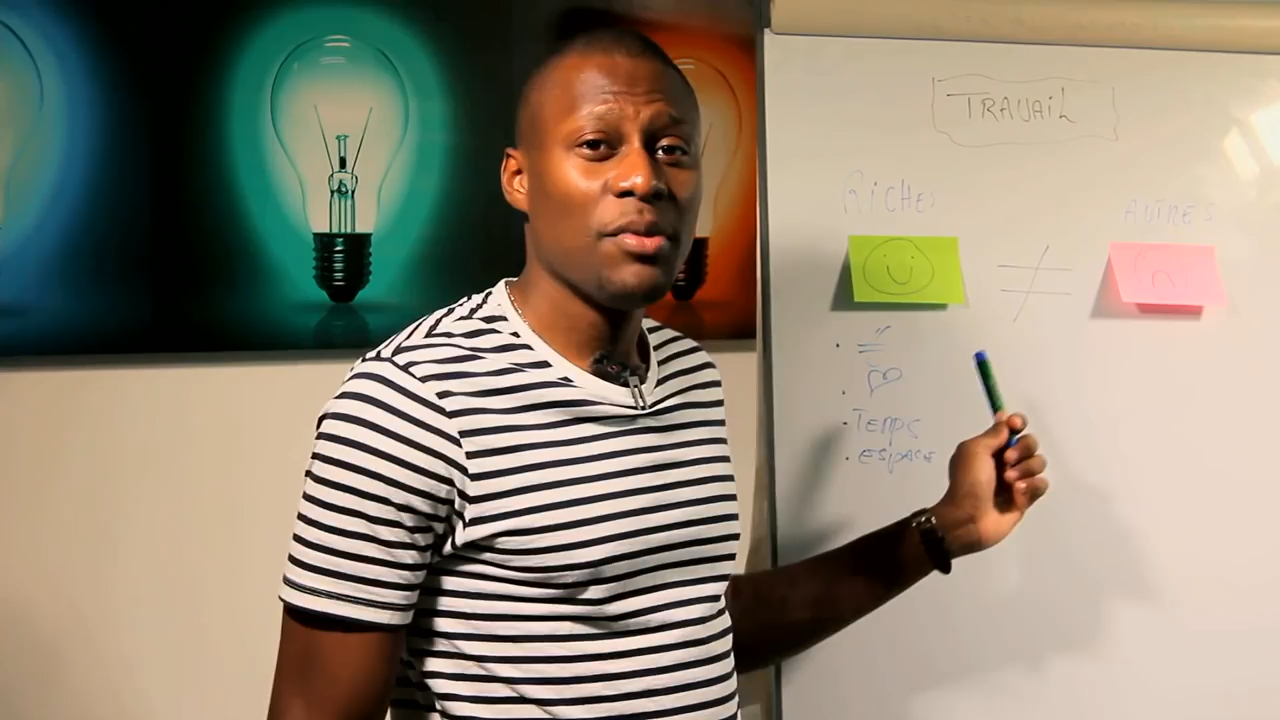 TRAVAIL
RICHES
AUTRES
≠
=
TEMPS
ESPACE